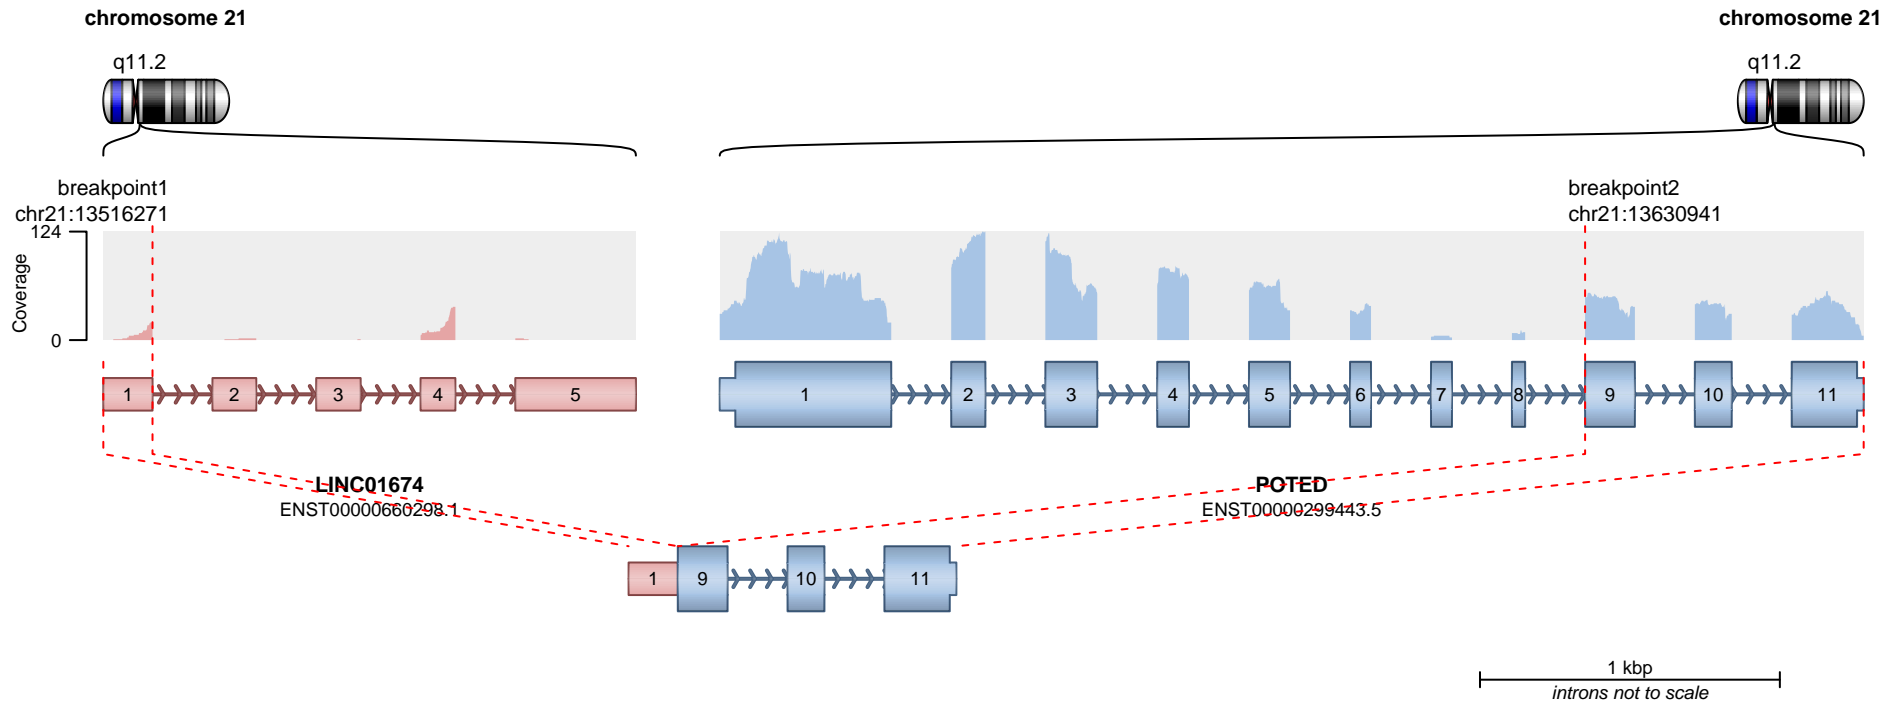 chromosome 21
chromosome 21
q11.2
q11.2
breakpoint1
chr21:13516271
breakpoint2
chr21:13630941
124
Coverage
0
1 2 3 4 5
1 2 3 4 5 6 7 8 9 10 11
LINC01674
ENST00000660298.1
POTED
ENST00000299443.5
1 9 10 11
1 kbp
introns not to scale